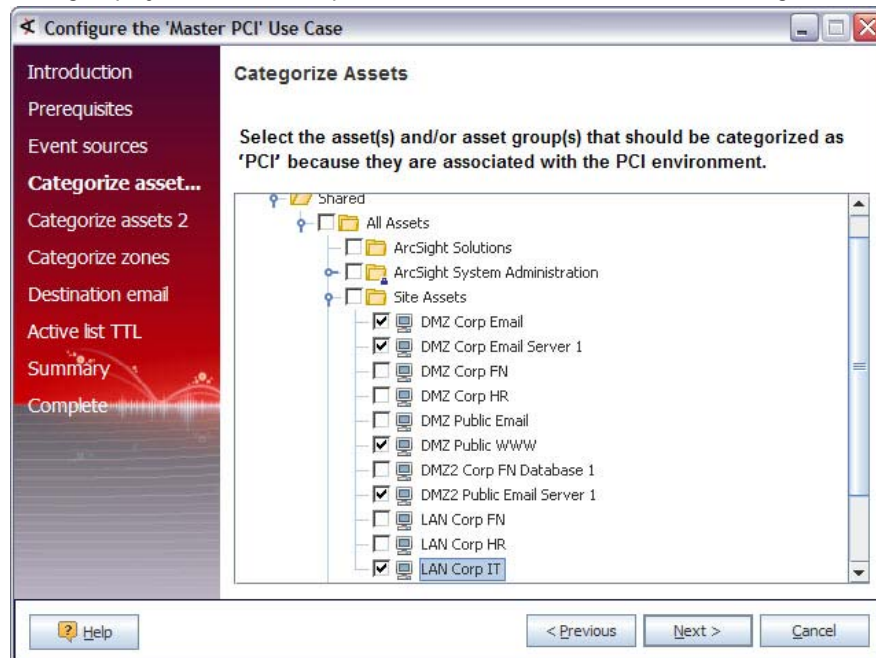 Configure the 'Master PCI' Use Case
Introduction
Prerequisites
Event sources
Categorize asset...
Categorize assets 2
Categorize zones
Destination email
Active list TTL
Summary
Complete
Categorize Assets
Select the asset(s) and/or asset group(s) that should be categorized as
'PCI' because they are associated with the PCI environment.
Shared
All Assets
ArcSight Solutions
ArcSight System Administration
Site Assets
DMZ Corp Email
DMZ Corp Email Server 1
DMZ Corp FN
DMZ Corp HR
DMZ Public Email
DMZ Public WWW
DMZ2 Corp FN Database 1
DMZ2 Public Email Server 1
LAN Corp FN
LAN Corp HR
LAN Corp IT
Help
< Previous
Next >
Cancel